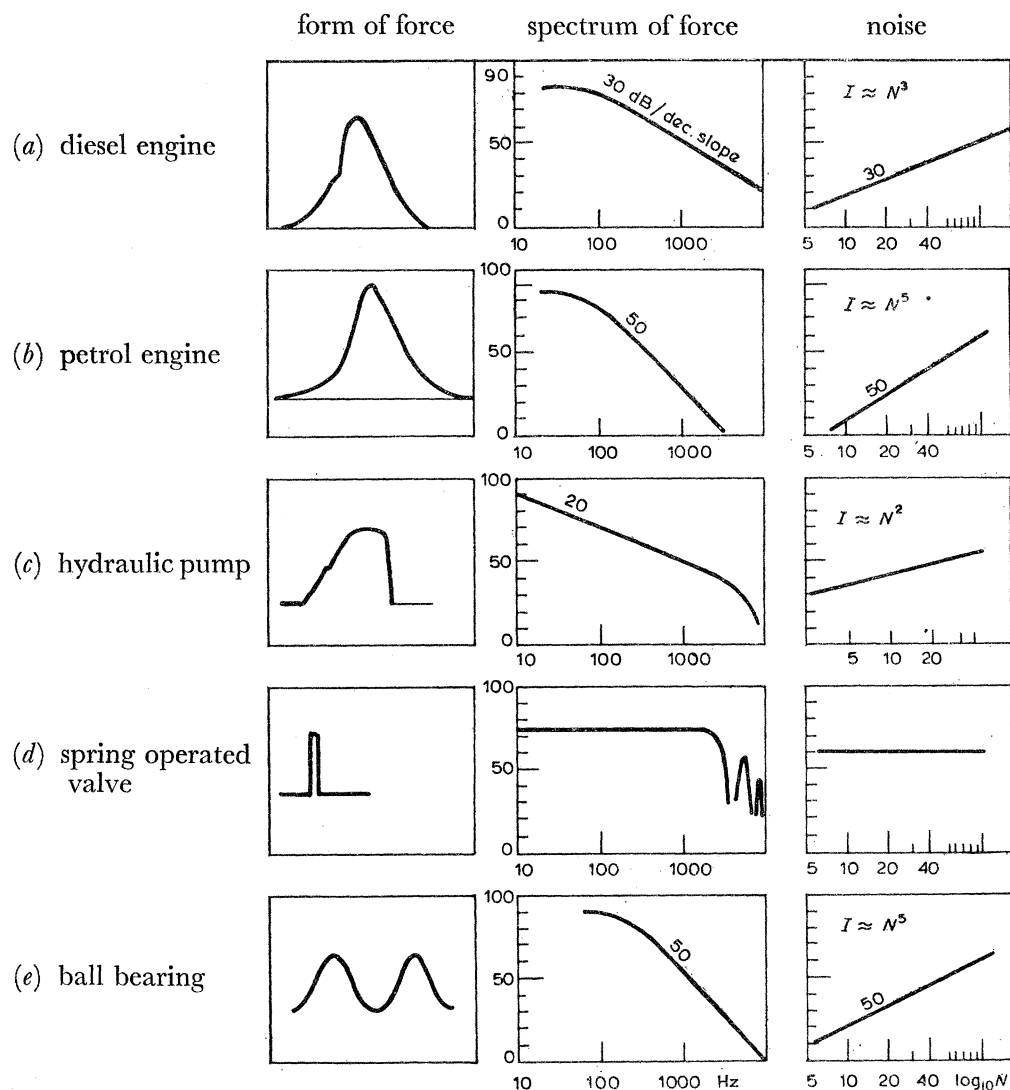 form of force spectrum of force noise
(a) diesel engine
90
50
0
10 100 1000
30 dB/dec. slope
I ≈ N³
30
5 10 20 40
(b) petrol engine
100
50
0
10 100 1000
50
I ≈ N⁵
50
5 10 20 40
(c) hydraulic pump
100
50
0
10 100 1000
20
I ≈ N²
5 10 20
(d) spring operated
valve
100
50
0
10 100 1000
5 10 20 40
(e) ball bearing
100
50
0
10 100 1000 Hz
50
I ≈ N⁵
50
5 10 20 40 log₁₀ N